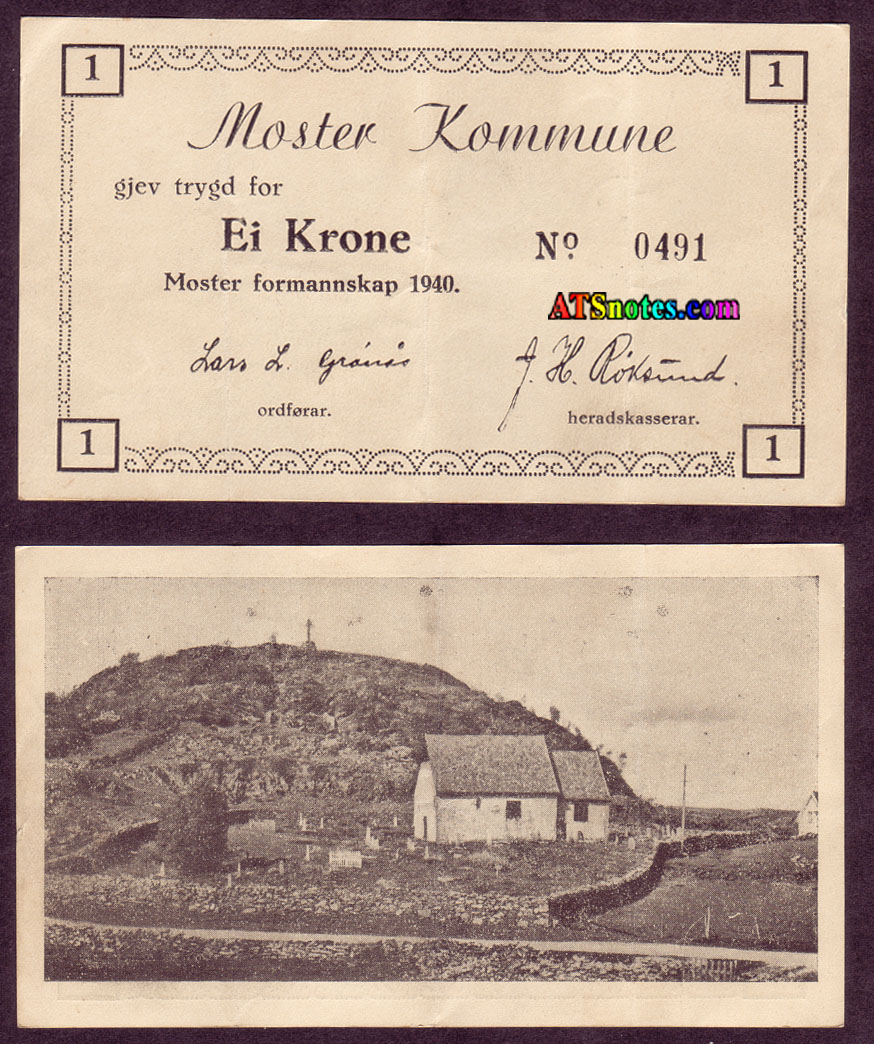 1 1
Moster Kommune
gjev trygd for
Ei Krone Nº 0491
Moster formannskap 1940.
ATSnotes.com
Lars L. Grønås J. H. Røksund.
ordførar. heradskasserar.
1 1